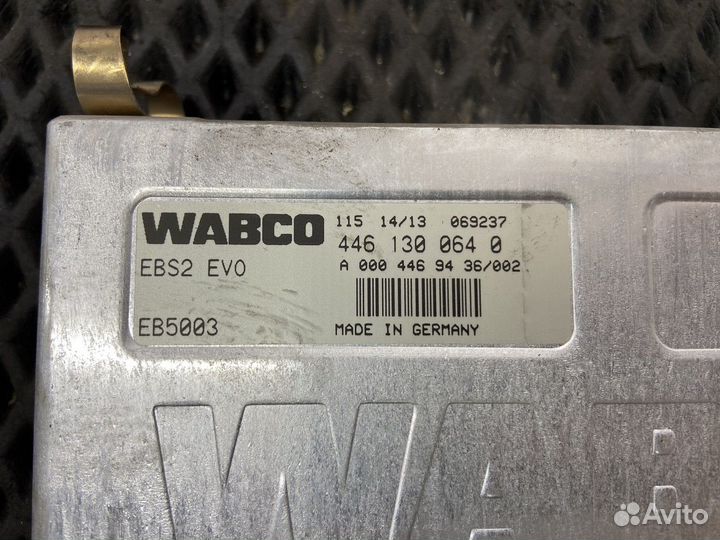 WABCO
115 14/13 069237
446 130 064 0
A 000 446 94 36/002
EBS2 EVO
EB5003
MADE IN GERMANY
WAB
Avito